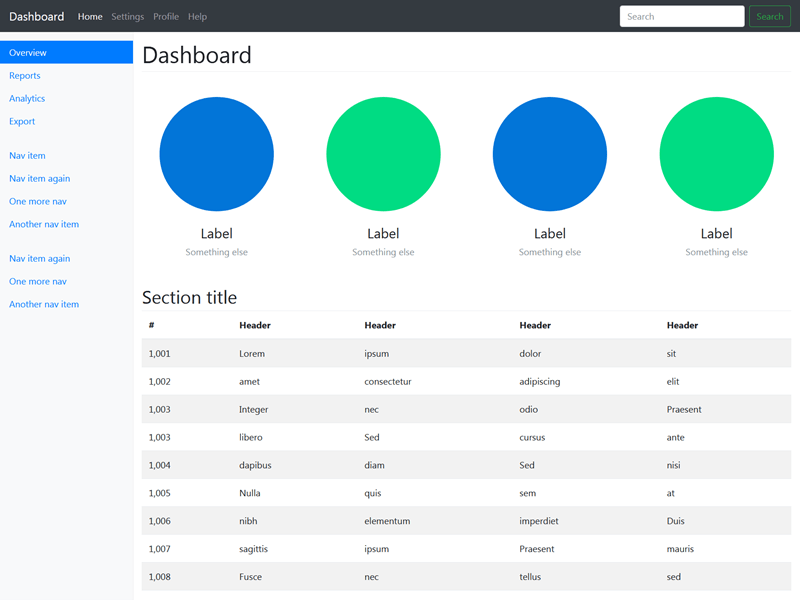 Dashboard Home Settings Profile Help Search Search
Overview
Reports
Analytics
Export
Nav item
Nav item again
One more nav
Another nav item
Nav item again
One more nav
Another nav item
Dashboard
Label Label Label Label
Something else Something else Something else Something else
Section title
# Header Header Header Header
1,001 Lorem ipsum dolor sit
1,002 amet consectetur adipiscing elit
1,003 Integer nec odio Praesent
1,003 libero Sed cursus ante
1,004 dapibus diam Sed nisi
1,005 Nulla quis sem at
1,006 nibh elementum imperdiet Duis
1,007 sagittis ipsum Praesent mauris
1,008 Fusce nec tellus sed